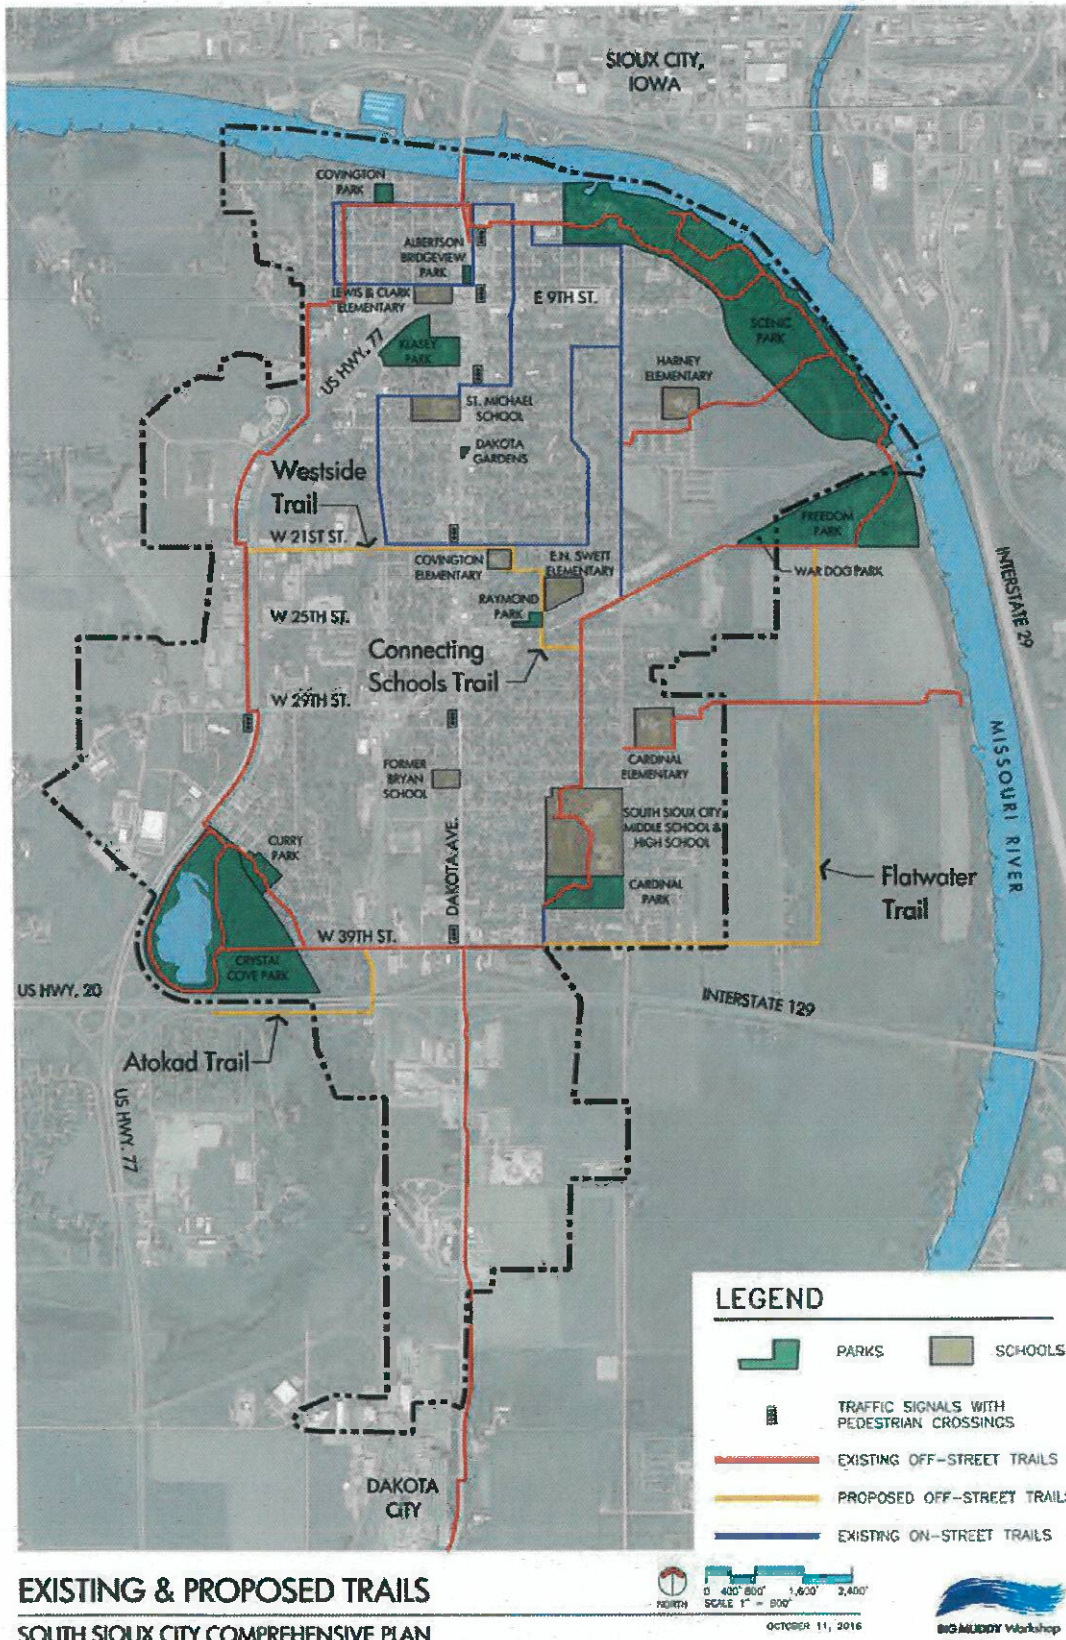 SIOUX CITY,
IOWA
COVINGTON
PARK
ALBERTSON
BRIDGEVIEW
PARK
LEWIS & CLARK
ELEMENTARY
E 9TH ST.
US HWY. 77
KLASEY
PARK
SCENIC
PARK
HARNEY
ELEMENTARY
ST. MICHAEL
SCHOOL
DAKOTA
GARDENS
Westside
Trail
W 21ST ST.
FREEDOM
PARK
WAR DOG PARK
COVINGTON
ELEMENTARY
E.N. SWETT
ELEMENTARY
RAYMOND
PARK
INTERSTATE 29
W 25TH ST.
Connecting
Schools Trail
W 29TH ST.
MISSOURI RIVER
CARDINAL
ELEMENTARY
FORMER
BRYAN
SCHOOL
SOUTH SIOUX CITY
MIDDLE SCHOOL &
HIGH SCHOOL
DAKOTA AVE.
CURRY
PARK
CARDINAL
PARK
Flatwater
Trail
W 39TH ST.
CRYSTAL
COVE PARK
US HWY. 20
INTERSTATE 129
Atokad Trail
US HWY. 77
DAKOTA
CITY
LEGEND
PARKS
SCHOOLS
TRAFFIC SIGNALS WITH
PEDESTRIAN CROSSINGS
EXISTING OFF-STREET TRAILS
PROPOSED OFF-STREET TRAILS
EXISTING ON-STREET TRAILS
EXISTING & PROPOSED TRAILS
SOUTH SIOUX CITY COMPREHENSIVE PLAN
NORTH
0 400' 800' 1,600' 2,400'
SCALE 1" = 800'
OCTOBER 11, 2016
BIG MUDDY Workshop